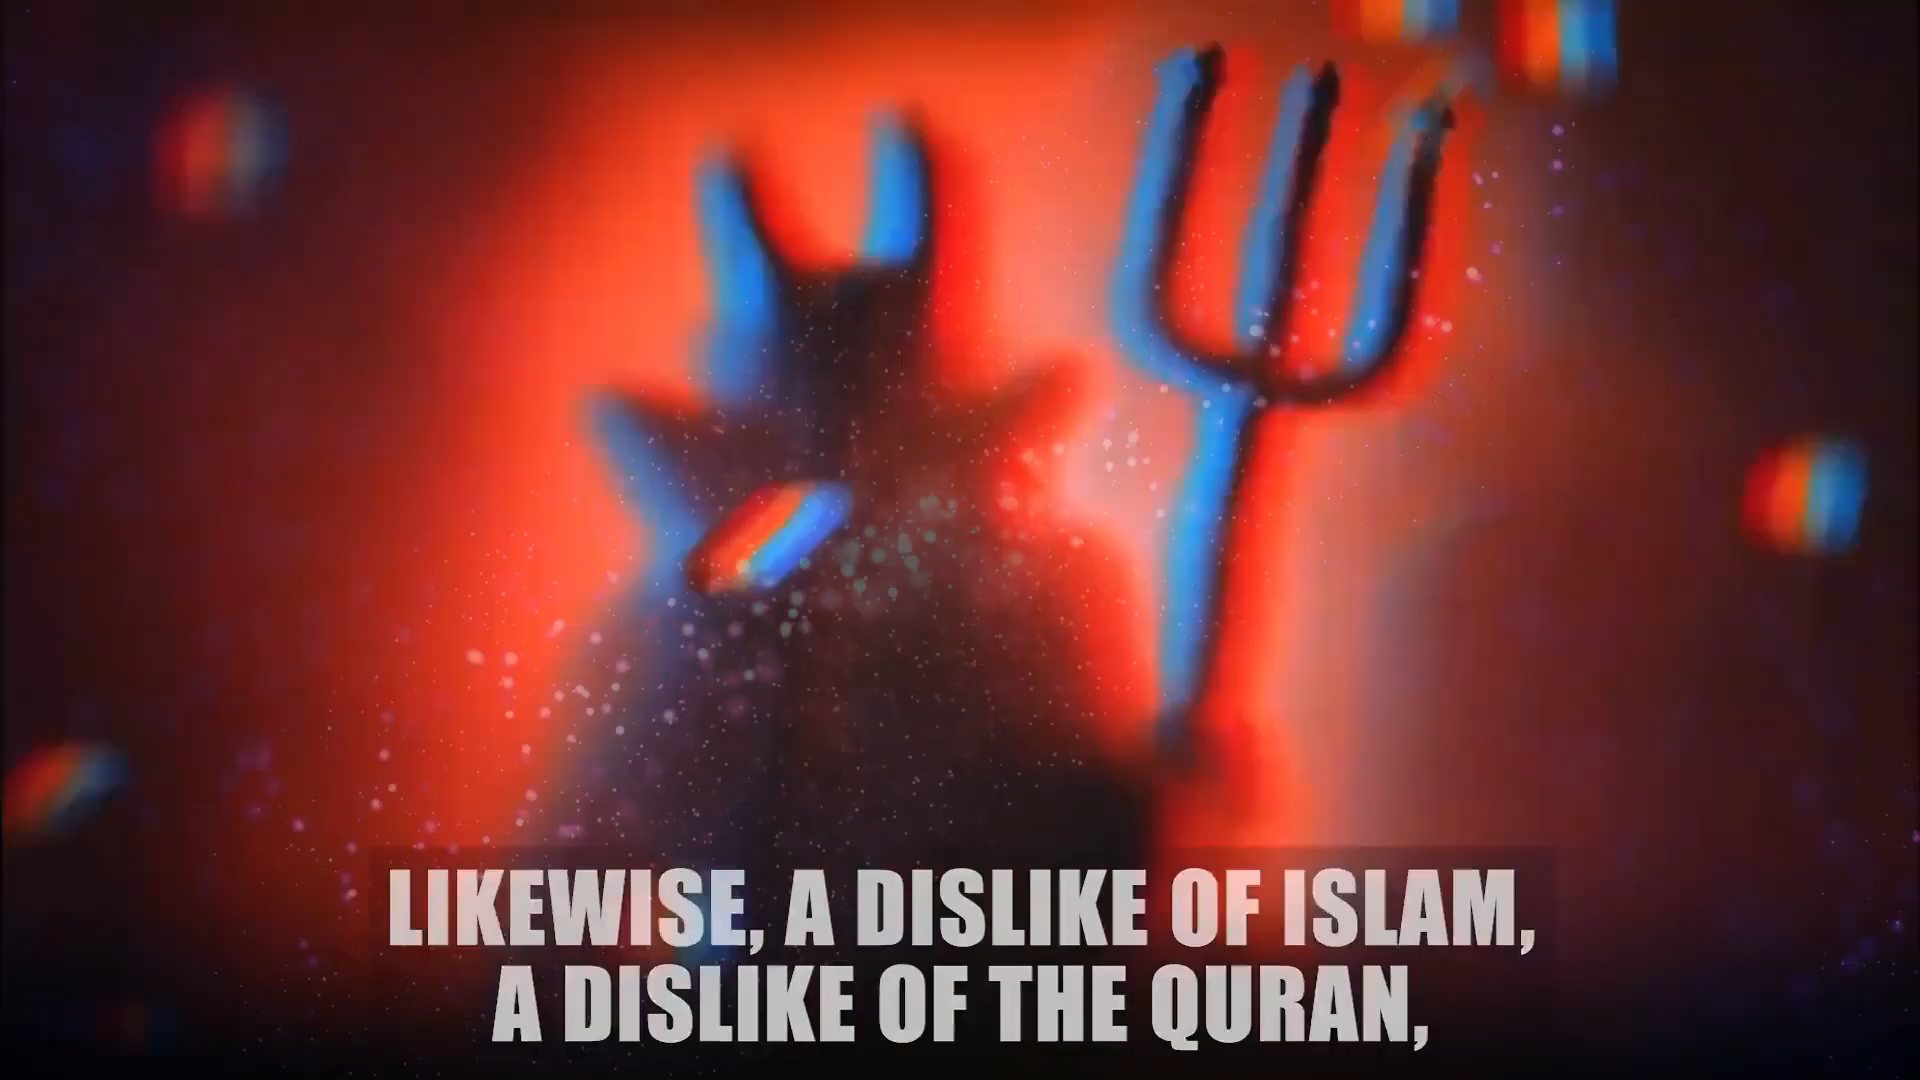 LIKEWISE, A DISLIKE OF ISLAM,
A DISLIKE OF THE QURAN,